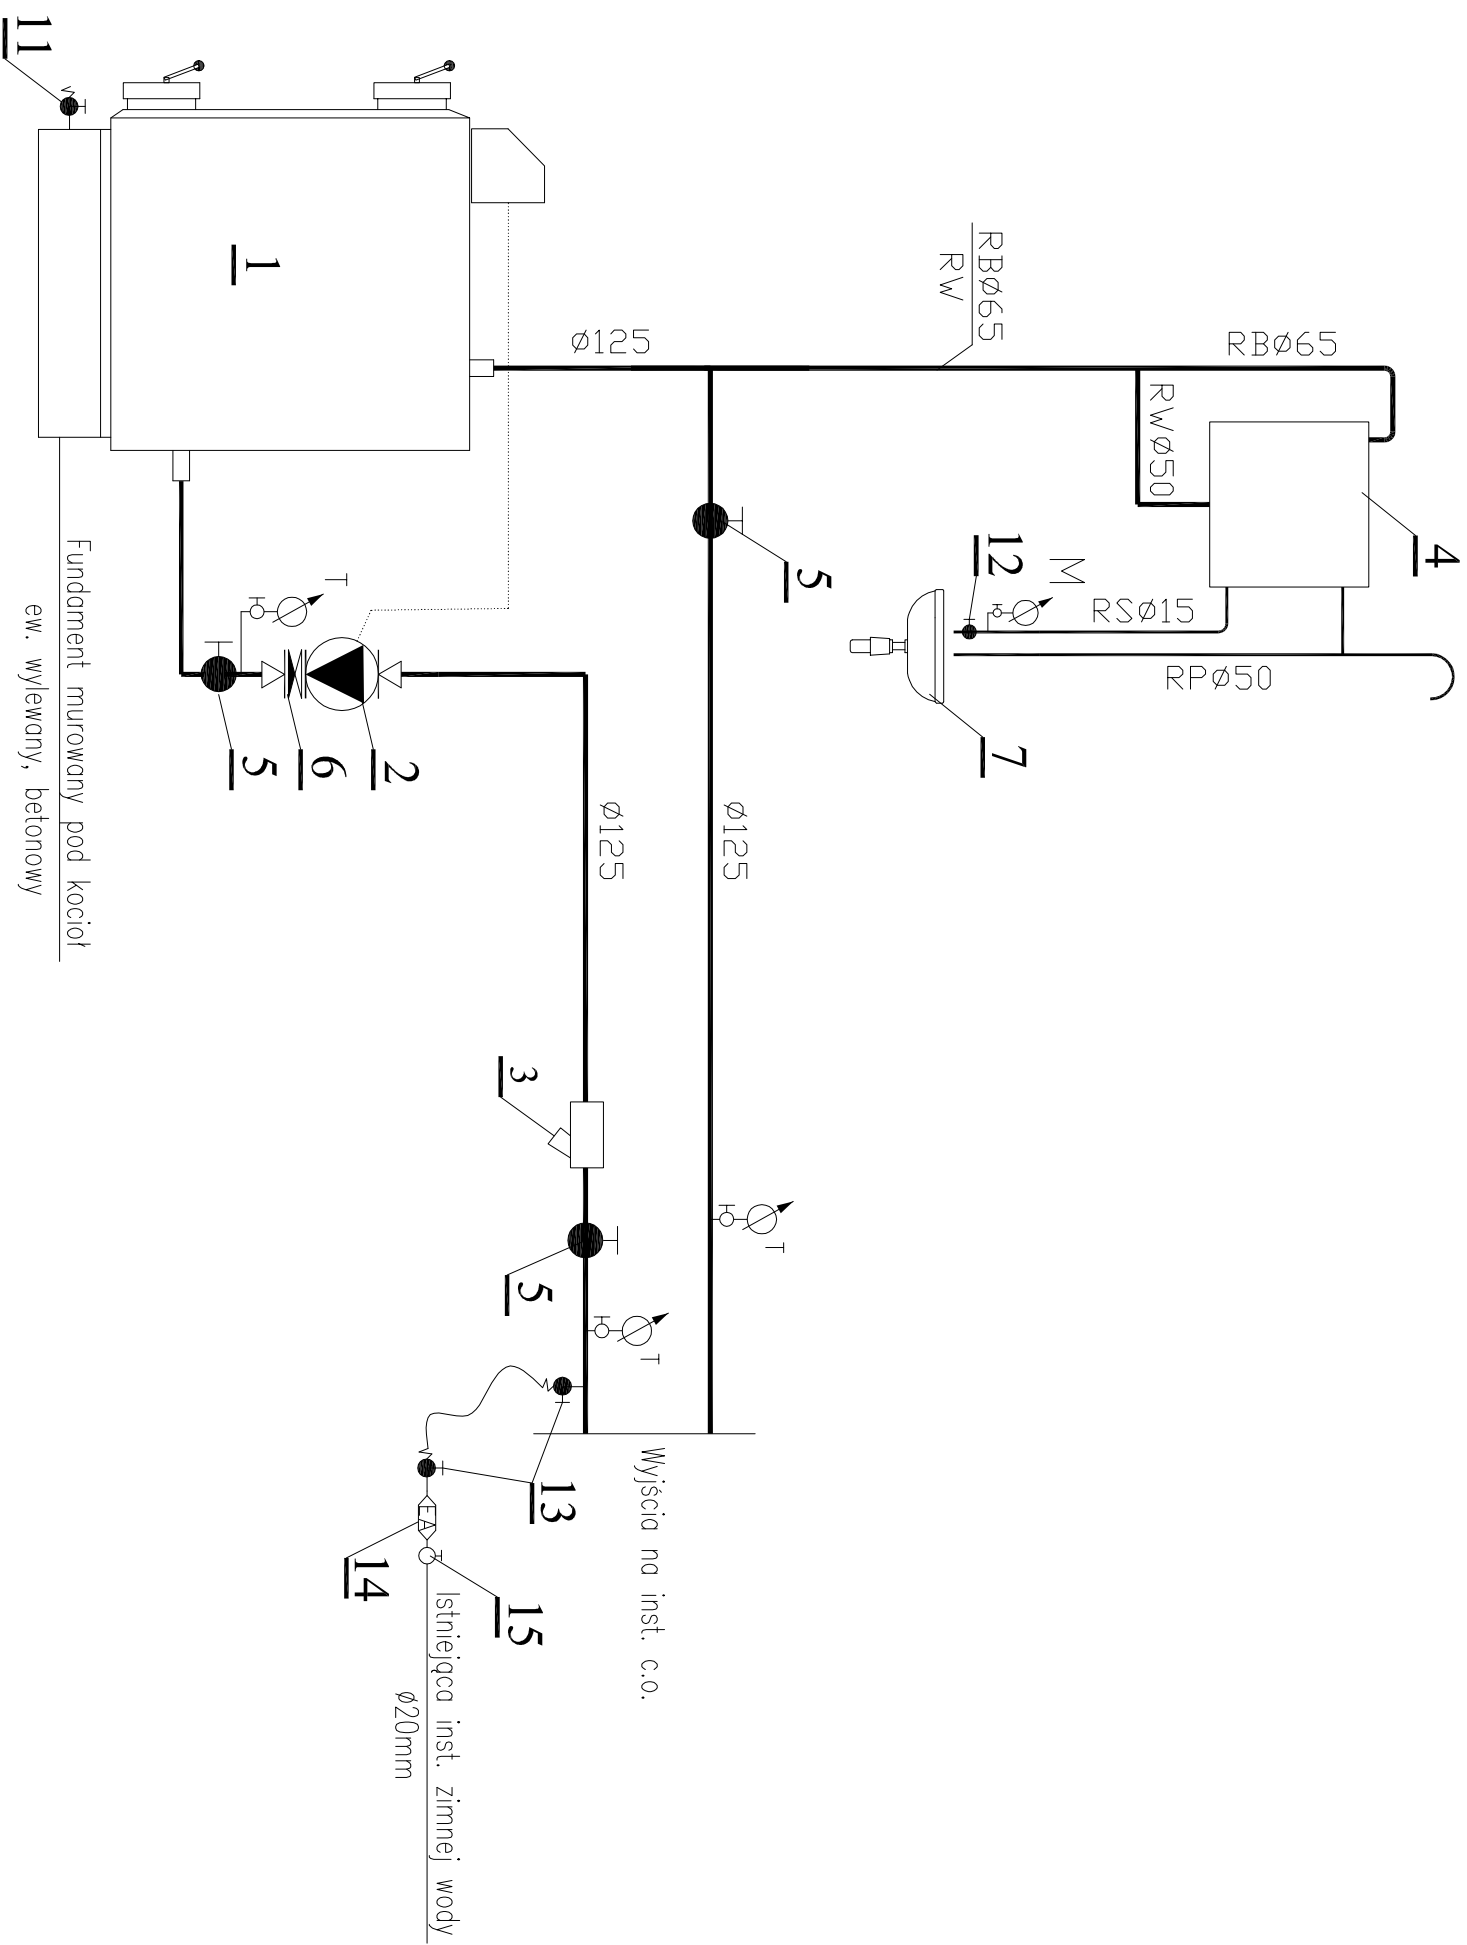 11
1
Fundament murowany pod kocioł
ew. wylewany, betonowy
RBØ65
RW
Ø125
RBØ65
RWØ50
4
12
M
RSØ15
RPØ50
7
5
T
5
6
2
Ø125
Ø125
3
5
T
T
Wyjścia na inst. c.o.
13
EA
14
15
Istniejąca inst. zimnej wody
Ø20mm